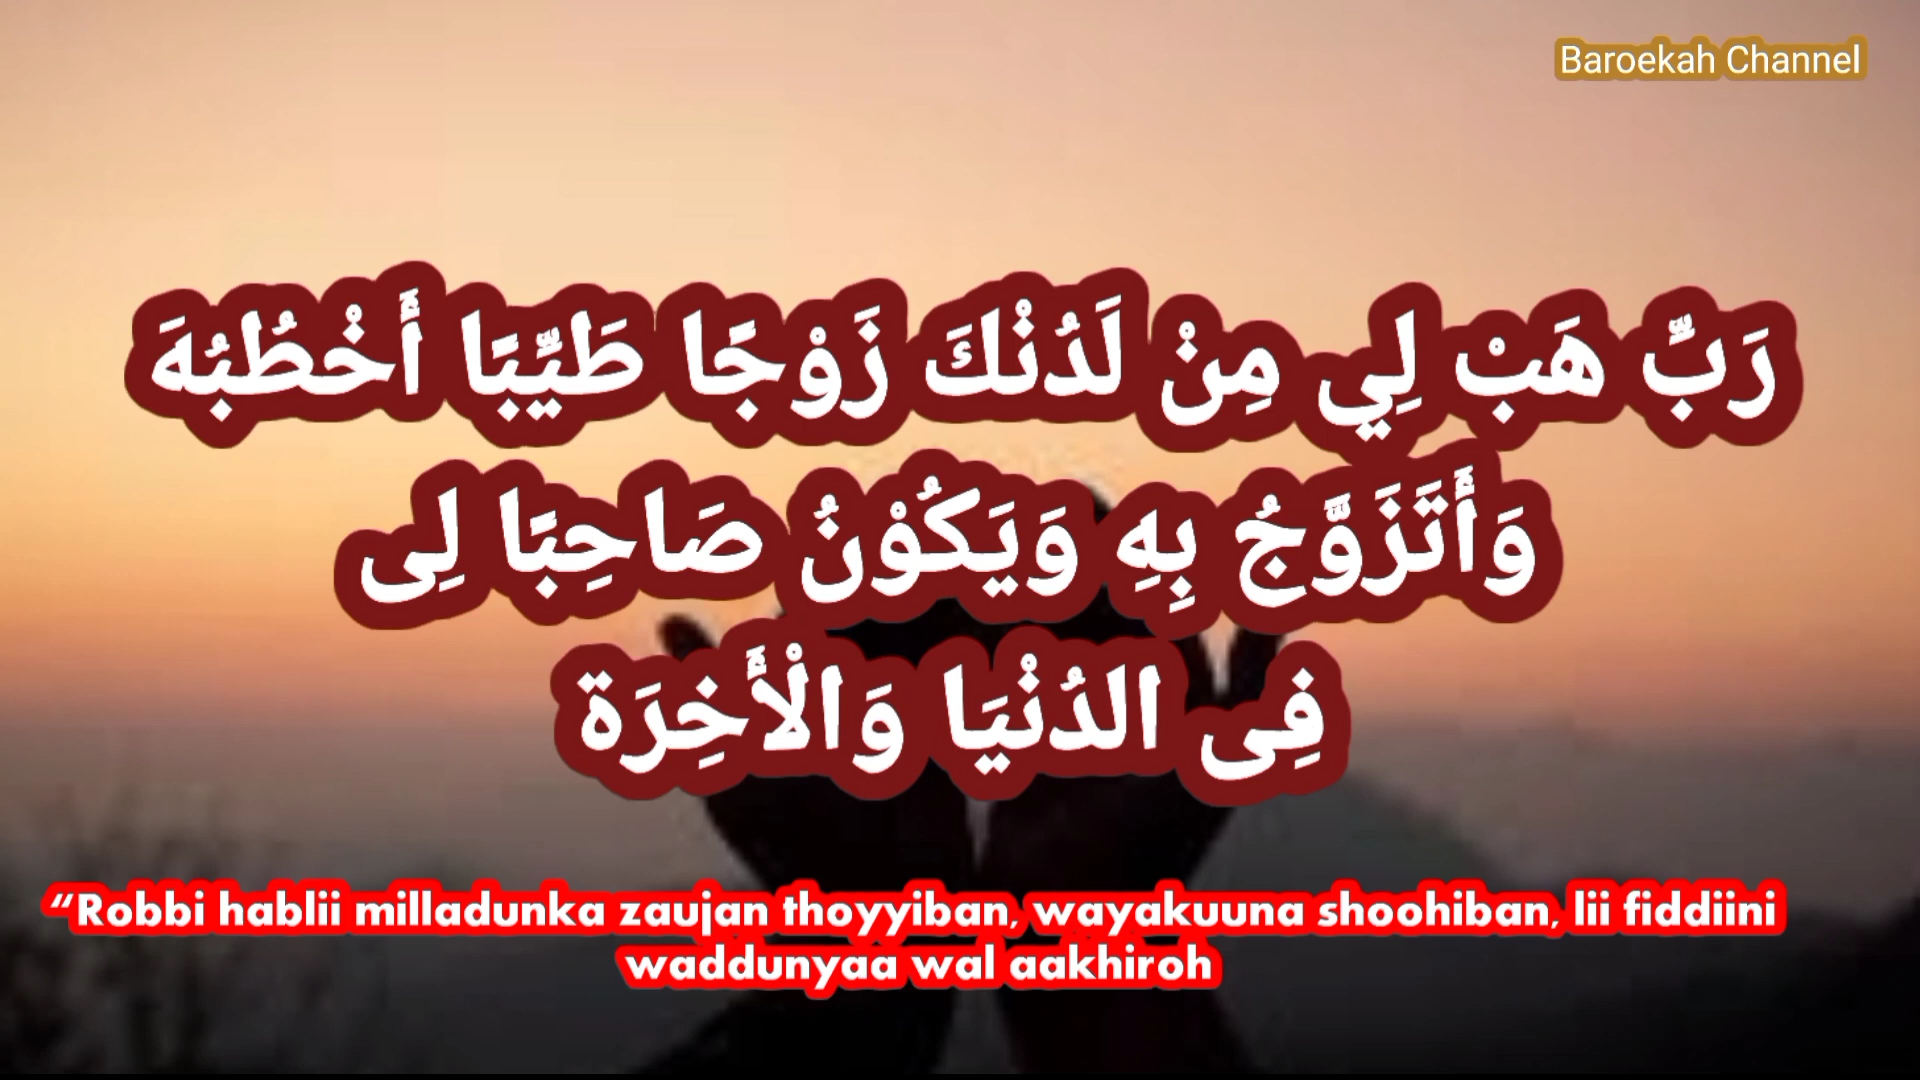 Baroekah Channel
رَبِّ هَبْ لِي مِنْ لَدُنْكَ زَوْجًا طَيِّبًا أَخْطُبُهَ
وَأَتَزَوَّجُ بِهِ وَيَكُوْنُ صَاحِبًا لِى
فِى الدُنْيَا وَالْأَخِرَة
“Robbi hablii milladunka zaujan thoyyiban, wayakuuna shoohiban, lii fiddiini
waddunyaa wal aakhiroh